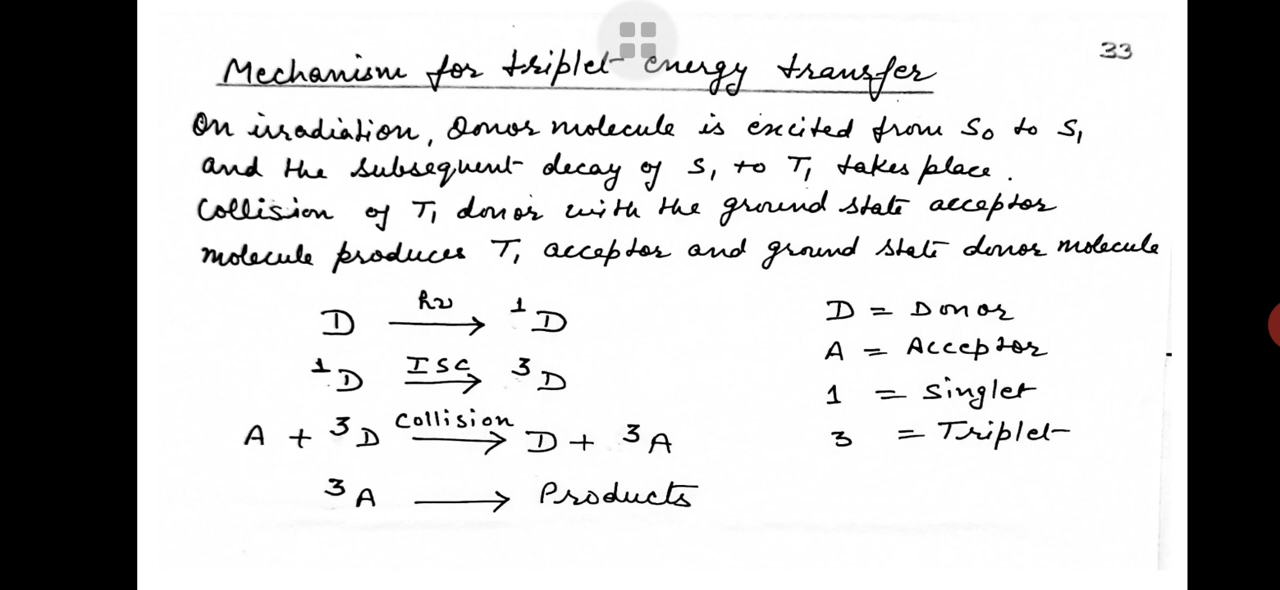 33
Mechanism for triplet energy transfer
On irradiation, Donor molecule is excited from S₀ to S₁
and the subsequent decay of S₁ to T₁ takes place.
Collision of T₁ donor with the ground state acceptor
molecule produces T₁ acceptor and ground state donor molecule
D —hν→ ¹D
D = Donor
¹D —ISC→ ³D
A = Acceptor
1 = Singlet
A + ³D —Collision→ D + ³A
3 = Triplet
³A ⟶ Products